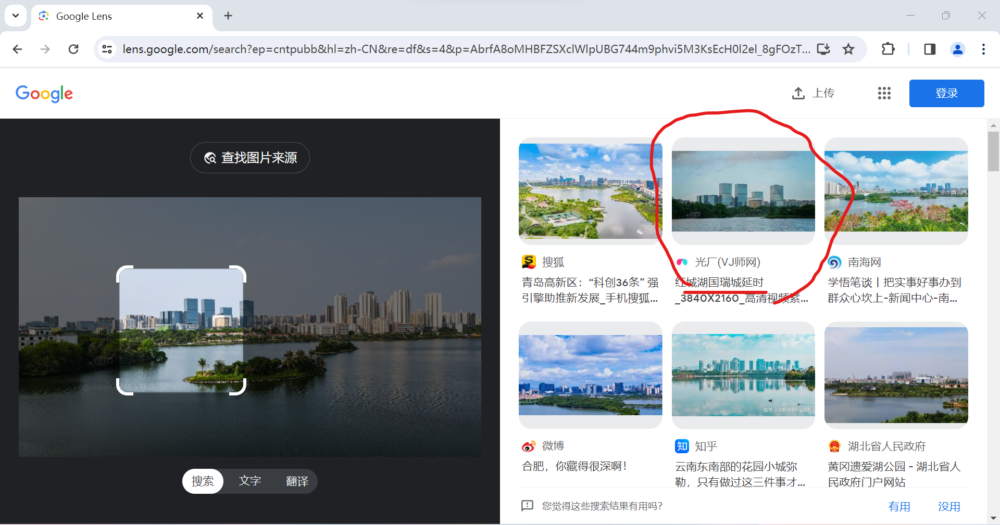 Google Lens
lens.google.com/search?ep=cntpubb&hl=zh-CN&re=df&s=4&p=AbrfA8oMHBFZSXclWlpUBG744m9phvi5M3KsEcH0l2el_8gFOzT...
Google
上传
登录
查找图片来源
搜索
文字
翻译
搜狐
青岛高新区：“科创36条” 强
引擎助推新发展_手机搜狐...
光厂(VJ师网)
红城湖国瑞城延时
_3840X2160_高清视频素...
南海网
学悟笔谈丨把实事好事办到
群众心坎上-新闻中心-南...
微博
合肥，你藏得很深啊！
知乎
云南东南部的花园小城弥
勒，只有做过这三件事才...
湖北省人民政府
黄冈遗爱湖公园 - 湖北省人
民政府门户网站
您觉得这些搜索结果有用吗？
有用
没用